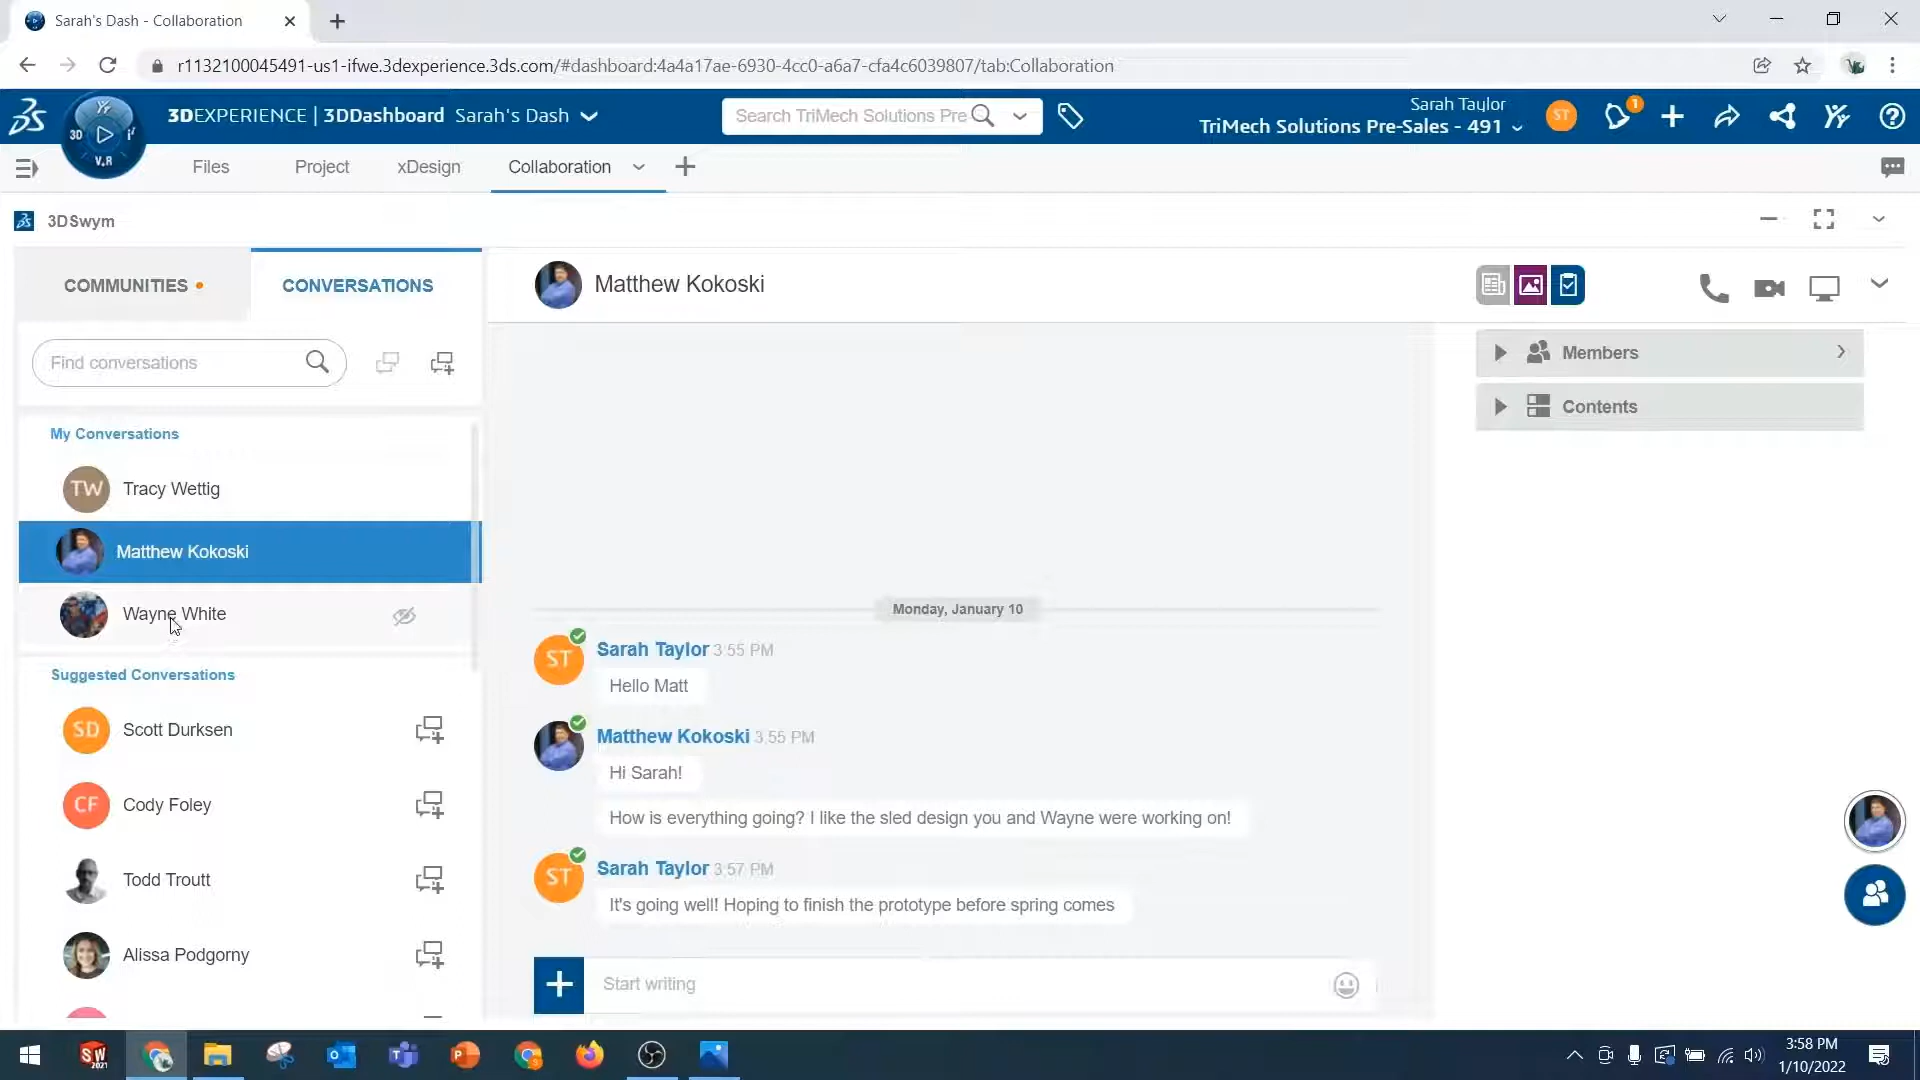 Sarah's Dash - Collaboration
r1132100045491-us1-ifwe.3dexperience.3ds.com/#dashboard:4a4a17ae-6930-4cc0-a6a7-cfa4c6039807/tab:Collaboration
3DEXPERIENCE | 3DDashboard Sarah's Dash
Search TriMech Solutions Pre
Sarah Taylor
TriMech Solutions Pre-Sales - 491
ST
1
3D
V.R
Files
Project
xDesign
Collaboration
3DSwym
COMMUNITIES
CONVERSATIONS
Find conversations
My Conversations
TW Tracy Wettig
Matthew Kokoski
Wayne White
Suggested Conversations
SD Scott Durksen
CF Cody Foley
Todd Troutt
Alissa Podgorny
Matthew Kokoski
Monday, January 10
ST
Sarah Taylor 3:55 PM
Hello Matt
Matthew Kokoski 3:55 PM
Hi Sarah!
How is everything going? I like the sled design you and Wayne were working on!
ST
Sarah Taylor 3:57 PM
It's going well! Hoping to finish the prototype before spring comes
Start writing
Members
Contents
SW
2021
3:58 PM
1/10/2022